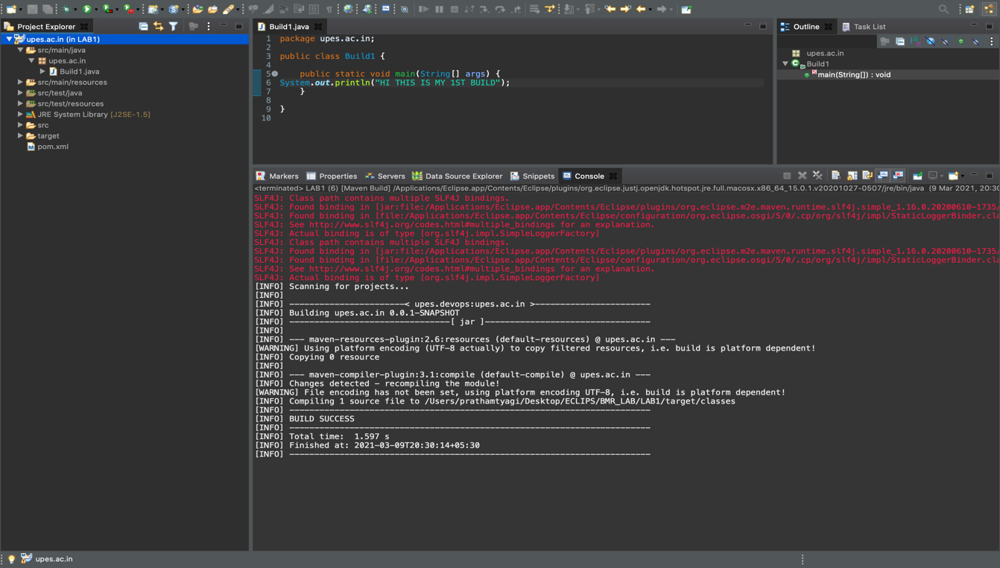 Project Explorer
upes.ac.in (in LAB1)
src/main/java
upes.ac.in
Build1.java
src/main/resources
src/test/java
src/test/resources
JRE System Library [J2SE-1.5]
src
target
pom.xml
Build1.java
1 package upes.ac.in;
2
3 public class Build1 {
4
5 public static void main(String[] args) {
6 System.out.println("HI THIS IS MY 1ST BUILD");
7 }
8
9 }
10
Outline
Task List
upes.ac.in
Build1
main(String[]) : void
Markers
Properties
Servers
Data Source Explorer
Snippets
Console
<terminated> LAB1 (6) [Maven Build] /Applications/Eclipse.app/Contents/Eclipse/plugins/org.eclipse.justj.openjdk.hotspot.jre.full.macosx.x86_64_15.0.1.v20201027-0507/jre/bin/java (9 Mar 2021, 20:30
SLF4J: Class path contains multiple SLF4J bindings.
SLF4J: Found binding in [jar:file:/Applications/Eclipse.app/Contents/Eclipse/plugins/org.eclipse.m2e.maven.runtime.slf4j.simple_1.16.0.20200610-1735/
SLF4J: Found binding in [file:/Applications/Eclipse.app/Contents/Eclipse/configuration/org.eclipse.osgi/5/0/.cp/org/slf4j/impl/StaticLoggerBinder.cla
SLF4J: See http://www.slf4j.org/codes.html#multiple_bindings for an explanation.
SLF4J: Actual binding is of type [org.slf4j.impl.SimpleLoggerFactory]
SLF4J: Class path contains multiple SLF4J bindings.
SLF4J: Found binding in [jar:file:/Applications/Eclipse.app/Contents/Eclipse/plugins/org.eclipse.m2e.maven.runtime.slf4j.simple_1.16.0.20200610-1735/
SLF4J: Found binding in [file:/Applications/Eclipse.app/Contents/Eclipse/configuration/org.eclipse.osgi/5/0/.cp/org/slf4j/impl/StaticLoggerBinder.cla
SLF4J: See http://www.slf4j.org/codes.html#multiple_bindings for an explanation.
SLF4J: Actual binding is of type [org.slf4j.impl.SimpleLoggerFactory]
[INFO] Scanning for projects...
[INFO]
[INFO] -----------------------< upes.devops:upes.ac.in >-----------------------
[INFO] Building upes.ac.in 0.0.1-SNAPSHOT
[INFO] --------------------------------[ jar ]---------------------------------
[INFO]
[INFO] --- maven-resources-plugin:2.6:resources (default-resources) @ upes.ac.in ---
[WARNING] Using platform encoding (UTF-8 actually) to copy filtered resources, i.e. build is platform dependent!
[INFO] Copying 0 resource
[INFO]
[INFO] --- maven-compiler-plugin:3.1:compile (default-compile) @ upes.ac.in ---
[INFO] Changes detected - recompiling the module!
[WARNING] File encoding has not been set, using platform encoding UTF-8, i.e. build is platform dependent!
[INFO] Compiling 1 source file to /Users/prathamtyagi/Desktop/ECLIPS/BMR_LAB/LAB1/target/classes
[INFO] ------------------------------------------------------------------------
[INFO] BUILD SUCCESS
[INFO] ------------------------------------------------------------------------
[INFO] Total time:  1.597 s
[INFO] Finished at: 2021-03-09T20:30:14+05:30
[INFO] ------------------------------------------------------------------------
upes.ac.in